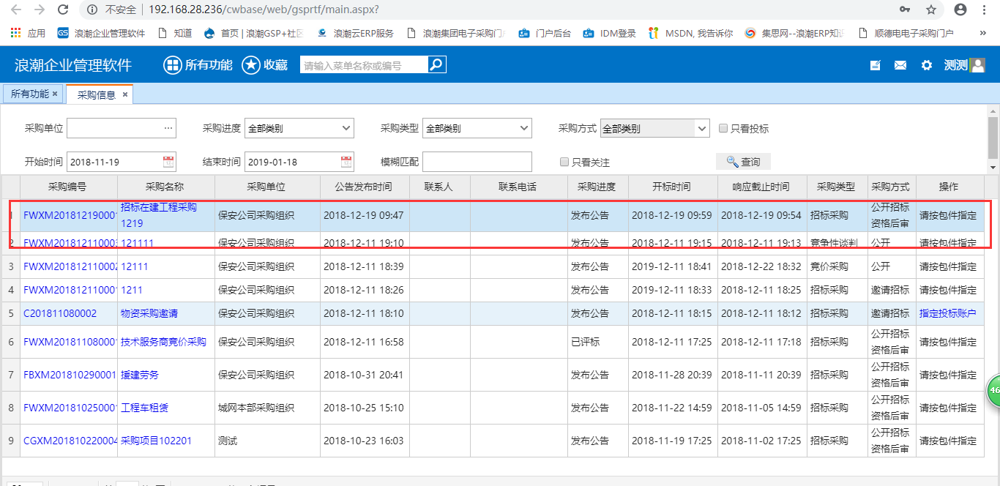 不安全 | 192.168.28.236/cwbase/web/gsprtf/main.aspx?
应用 浪潮企业管理软件 知道 首页 | 浪潮GSP+社区 浪潮云ERP服务 浪潮集团电子采购门户 门户后台 IDM登录 MSDN, 我告诉你 集思网--浪潮ERP知识 顺德电电子采购门户 »
浪潮企业管理软件 所有功能 收藏 请输入菜单名称或编号 测测
所有功能 × 采购信息 ×
采购单位 ... 采购进度 全部类别 采购类型 全部类别 采购方式 全部类别 只看投标
开始时间 2018-11-19 结束时间 2019-01-18 模糊匹配 只看关注 查询
采购编号 采购名称 采购单位 公告发布时间 联系人 联系电话 采购进度 开标时间 响应截止时间 采购类型 采购方式 操作
1 FWXM20181219000 招标在建工程采购1219 保安公司采购组织 2018-12-19 09:47 发布公告 2018-12-19 09:59 2018-12-19 09:54 招标采购 公开招标资格后审 请按包件指定
2 FWXM201812110003 121111 保安公司采购组织 2018-12-11 19:10 发布公告 2018-12-11 19:15 2018-12-11 19:13 竞争性谈判 公开 请按包件指定
3 FWXM201812110002 12111 保安公司采购组织 2018-12-11 18:39 发布公告 2019-12-11 18:41 2018-12-22 18:32 竞价采购 公开 请按包件指定
4 FWXM201812110001 1211 保安公司采购组织 2018-12-11 18:26 发布公告 2019-12-11 18:33 2018-12-11 18:25 招标采购 邀请招标 请按包件指定
5 C201811080002 物资采购邀请 保安公司采购组织 2018-12-11 18:10 发布公告 2018-12-11 18:15 2018-12-11 18:12 招标采购 邀请招标 指定投标账户
6 FWXM201811080001 技术服务商竞价采购 保安公司采购组织 2018-12-11 16:58 已评标 2018-12-11 17:25 2018-12-11 17:18 招标采购 公开招标资格后审 请按包件指定
7 FBXM201810290001 援建劳务 保安公司采购组织 2018-10-31 20:41 发布公告 2018-11-28 20:39 2018-11-11 20:39 招标采购 公开招标资格后审 请按包件指定
8 FWXM201810250001 工程车租赁 城网本部采购组织 2018-10-25 15:10 发布公告 2018-11-22 14:59 2018-11-05 14:59 招标采购 公开招标资格后审 请按包件指定
9 CGXM201810220004 采购项目102201 测试 2018-10-23 16:03 发布公告 2018-11-19 17:25 2018-11-02 17:25 招标采购 公开招标资格后审 请按包件指定
46